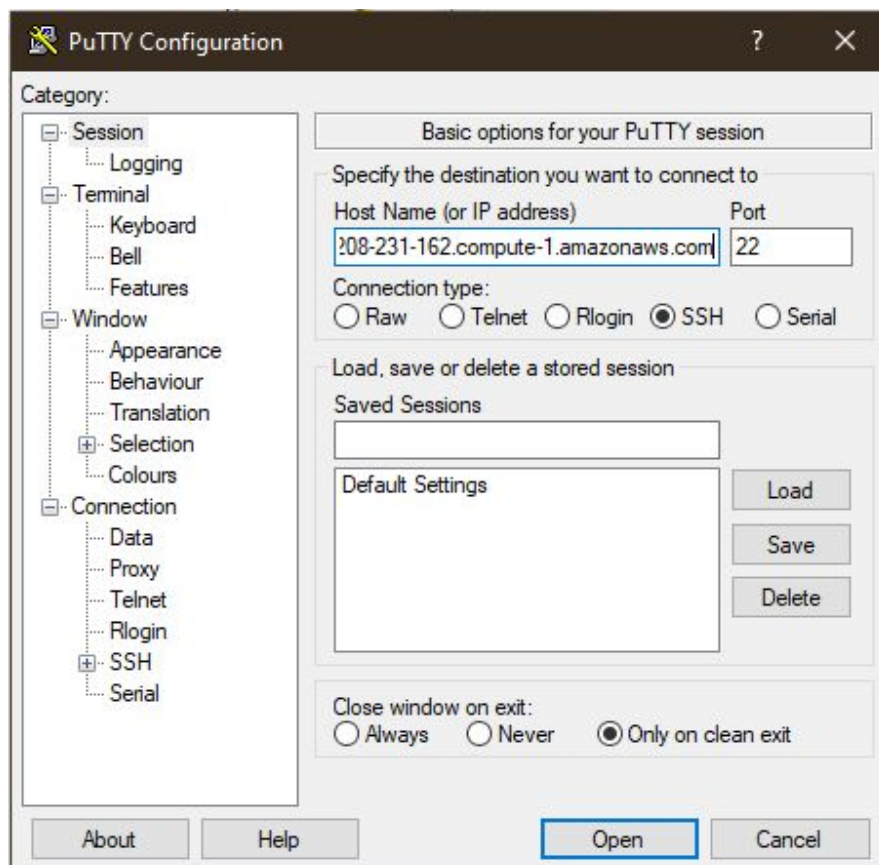 PuTTY Configuration
?
Category:
Session
Logging
Terminal
Keyboard
Bell
Features
Window
Appearance
Behaviour
Translation
Selection
Colours
Connection
Data
Proxy
Telnet
Rlogin
SSH
Serial
Basic options for your PuTTY session
Specify the destination you want to connect to
Host Name (or IP address) Port
208-231-162.compute-1.amazonaws.com 22
Connection type:
Raw Telnet Rlogin SSH Serial
Load, save or delete a stored session
Saved Sessions
Default Settings
Load
Save
Delete
Close window on exit:
Always Never Only on clean exit
About Help Open Cancel